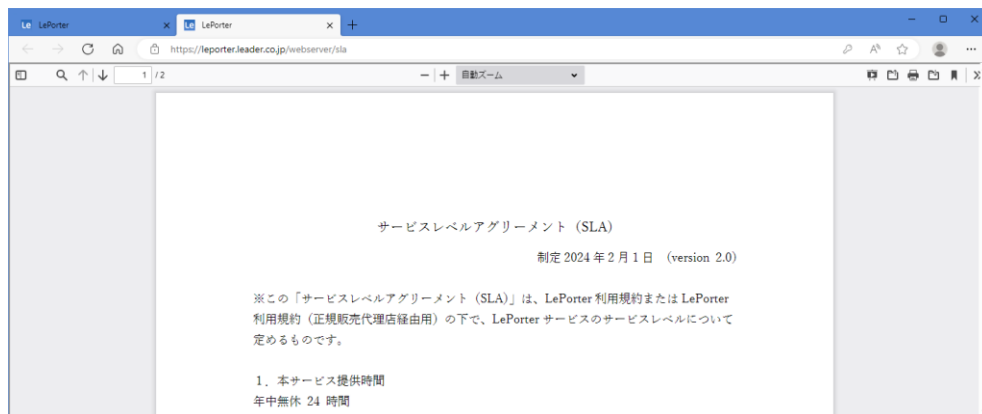 Le LePorter
Le LePorter
https://leporter.leader.co.jp/webserver/sla
1 / 2
自動ズーム
サービスレベルアグリーメント（SLA）
制定 2024 年 2 月 1 日　（version 2.0）
※この「サービスレベルアグリーメント（SLA）」は、LePorter 利用規約または LePorter
利用規約（正規販売代理店経由用）の下で、LePorter サービスのサービスレベルについて
定めるものです。
１．本サービス提供時間
年中無休 24 時間